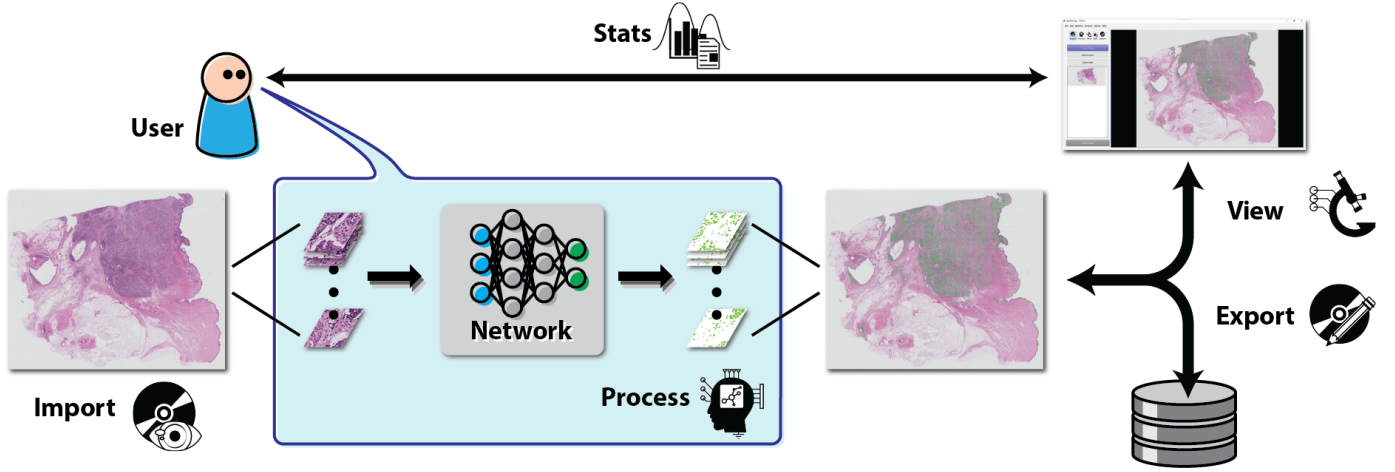 Stats
User
View
Network
Export
Process
Import